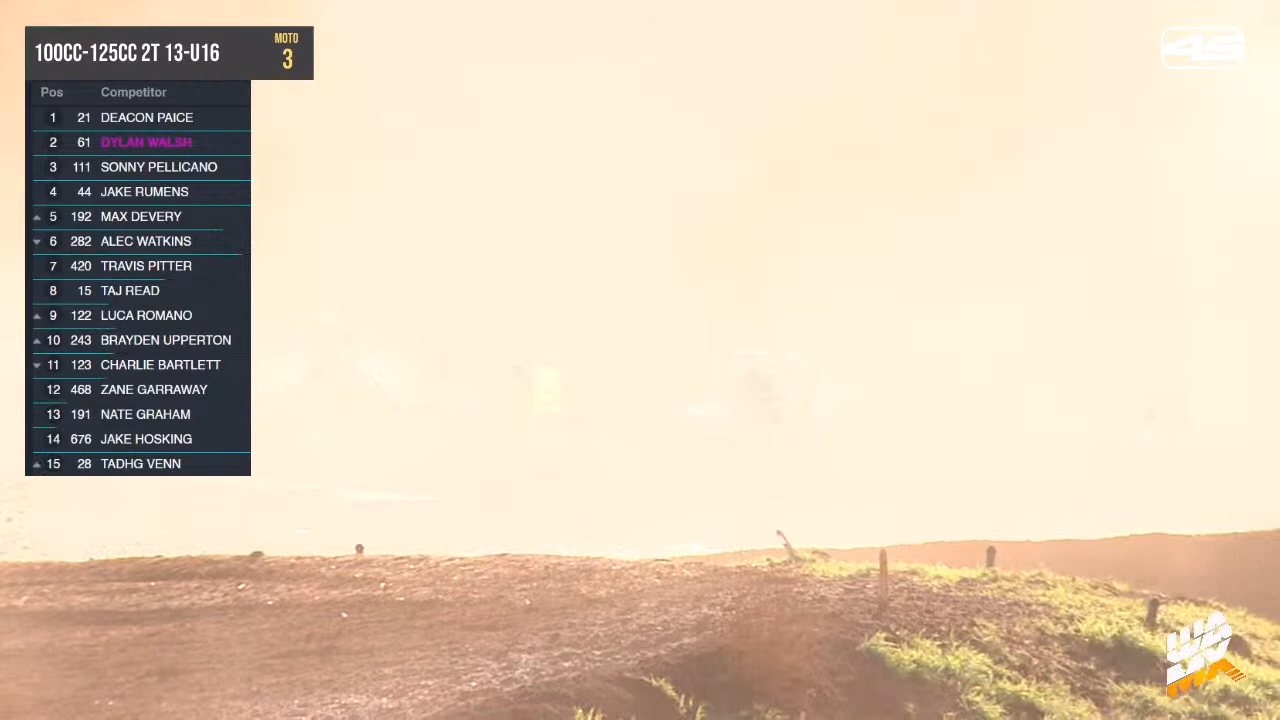 100CC-125CC 2T 13-U16
MOTO
3
Pos Competitor
1 21 DEACON PAICE
2 61 DYLAN WALSH
3 111 SONNY PELLICANO
4 44 JAKE RUMENS
5 192 MAX DEVERY
6 282 ALEC WATKINS
7 420 TRAVIS PITTER
8 15 TAJ READ
9 122 LUCA ROMANO
10 243 BRAYDEN UPPERTON
11 123 CHARLIE BARTLETT
12 468 ZANE GARRAWAY
13 191 NATE GRAHAM
14 676 JAKE HOSKING
15 28 TADHG VENN